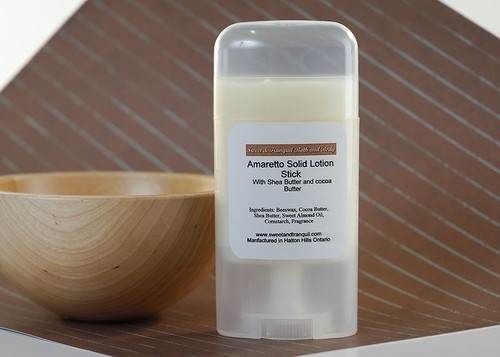 Sweet & Tranquil Bath and Body
Amaretto Solid Lotion
Stick
With Shea Butter and cocoa
Butter
Ingredients: Beeswax, Cocoa Butter,
Shea Butter, Sweet Almond Oil,
Cornstarch, Fragrance
www.sweetandtranquil.com
Manfactured in Halton Hills Ontario